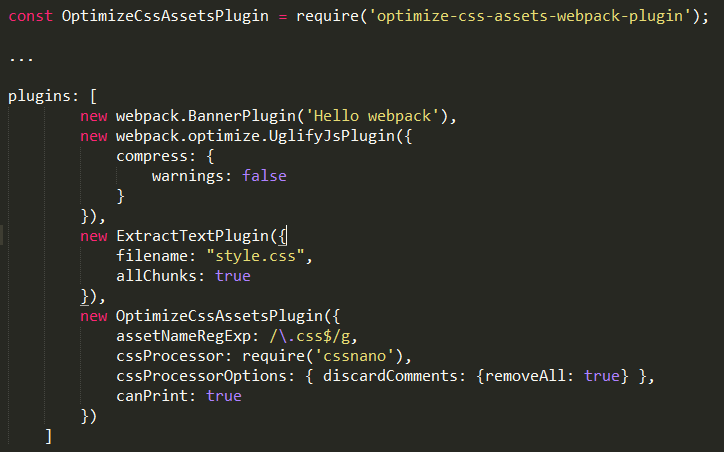 const OptimizeCssAssetsPlugin = require('optimize-css-assets-webpack-plugin');
...
plugins: [
new webpack.BannerPlugin('Hello webpack'),
new webpack.optimize.UglifyJsPlugin({
compress: {
warnings: false
}
}),
new ExtractTextPlugin({
filename: "style.css",
allChunks: true
}),
new OptimizeCssAssetsPlugin({
assetNameRegExp: /\.css$/g,
cssProcessor: require('cssnano'),
cssProcessorOptions: { discardComments: {removeAll: true} },
canPrint: true
})
]